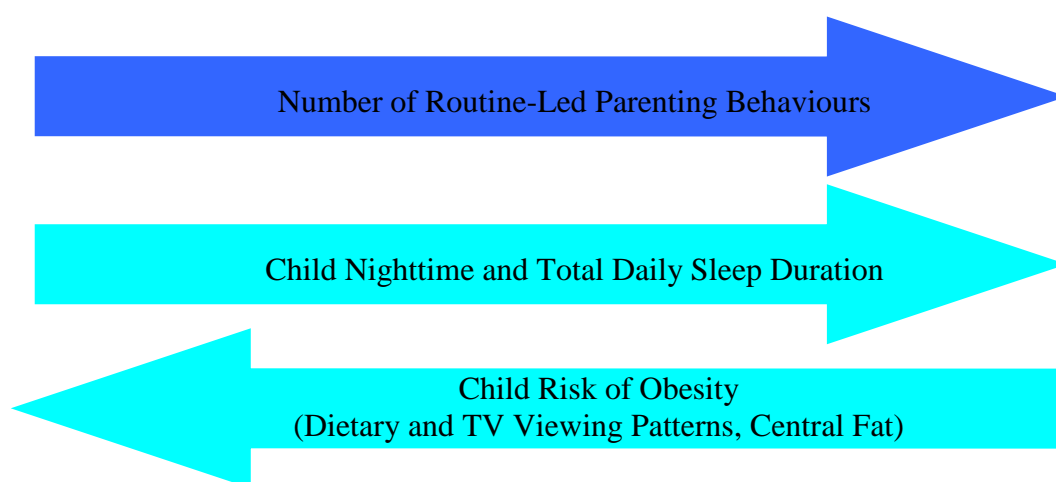 Number of Routine-Led Parenting Behaviours
Child Nighttime and Total Daily Sleep Duration
Child Risk of Obesity
(Dietary and TV Viewing Patterns, Central Fat)